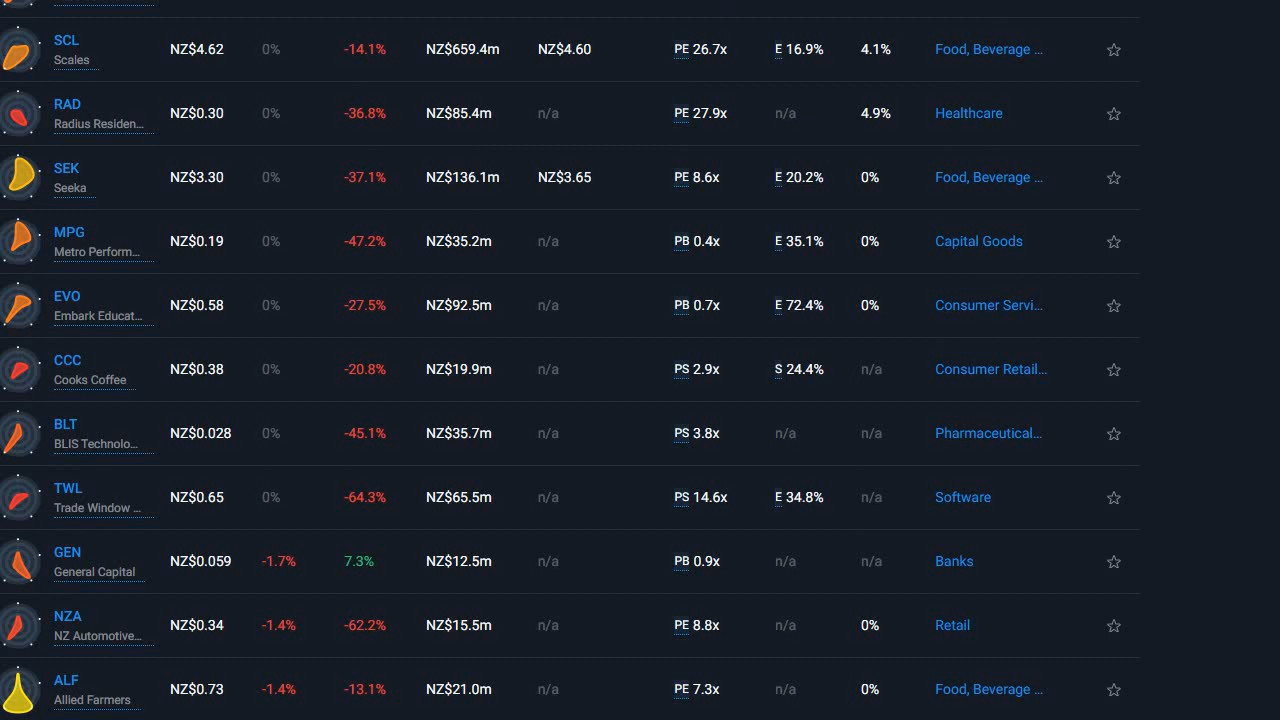 SCL NZ$4.62 0% -14.1% NZ$659.4m NZ$4.60 PE 26.7x E 16.9% 4.1% Food, Beverage ...
Scales
RAD NZ$0.30 0% -36.8% NZ$85.4m n/a PE 27.9x n/a 4.9% Healthcare
Radius Residen...
SEK NZ$3.30 0% -37.1% NZ$136.1m NZ$3.65 PE 8.6x E 20.2% 0% Food, Beverage ...
Seeka
MPG NZ$0.19 0% -47.2% NZ$35.2m n/a PB 0.4x E 35.1% 0% Capital Goods
Metro Perform...
EVO NZ$0.58 0% -27.5% NZ$92.5m n/a PB 0.7x E 72.4% 0% Consumer Servi...
Embark Educat...
CCC NZ$0.38 0% -20.8% NZ$19.9m n/a PS 2.9x S 24.4% n/a Consumer Retail...
Cooks Coffee
BLT NZ$0.028 0% -45.1% NZ$35.7m n/a PS 3.8x n/a n/a Pharmaceutical...
BLIS Technolo...
TWL NZ$0.65 0% -64.3% NZ$65.5m n/a PS 14.6x E 34.8% n/a Software
Trade Window ...
GEN NZ$0.059 -1.7% 7.3% NZ$12.5m n/a PB 0.9x n/a n/a Banks
General Capital
NZA NZ$0.34 -1.4% -62.2% NZ$15.5m n/a PE 8.8x n/a 0% Retail
NZ Automotive...
ALF NZ$0.73 -1.4% -13.1% NZ$21.0m n/a PE 7.3x n/a 0% Food, Beverage ...
Allied Farmers